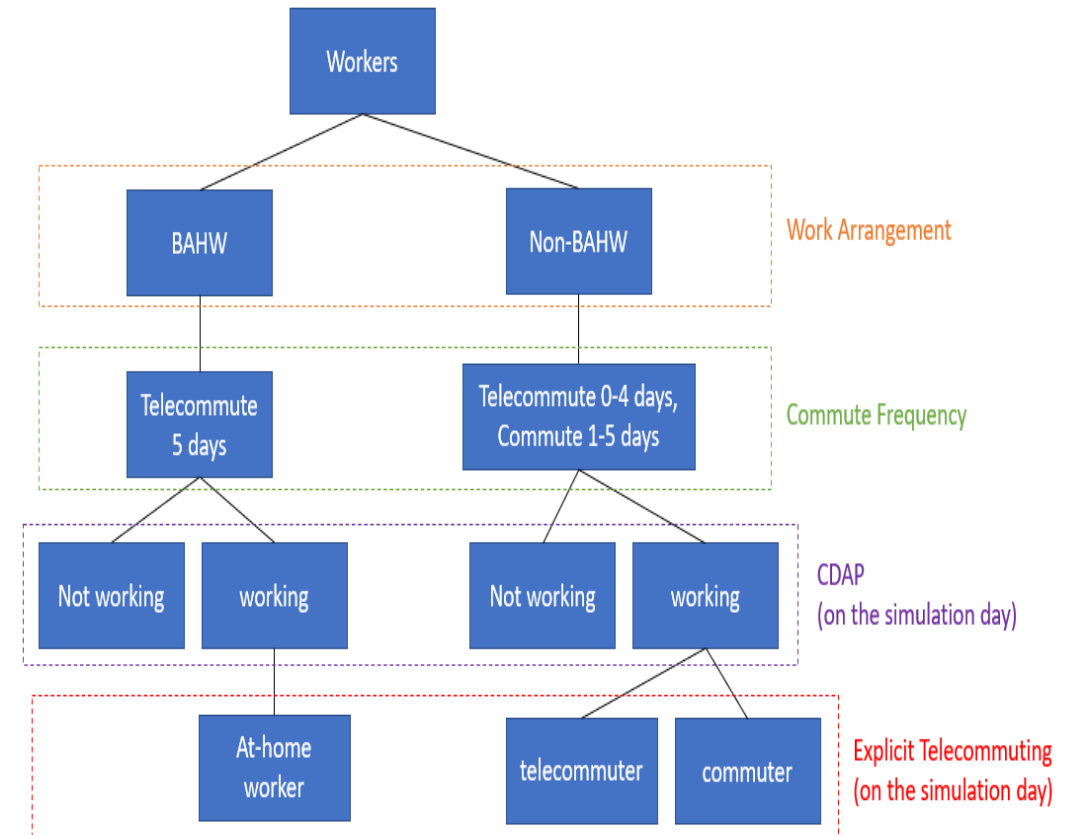 Workers
BAHW
Non-BAHW
Work Arrangement
Telecommute
5 days
Telecommute 0-4 days,
Commute 1-5 days
Commute Frequency
Not working
working
Not working
working
CDAP
(on the simulation day)
At-home
worker
telecommuter
commuter
Explicit Telecommuting
(on the simulation day)